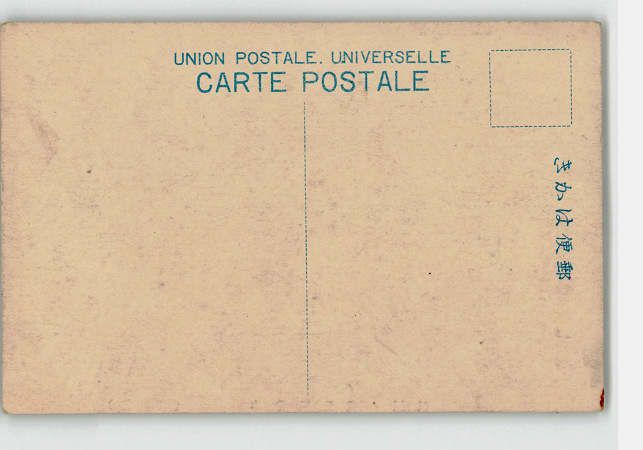 UNION POSTALE. UNIVERSELLE
CARTE POSTALE
きかは便郵